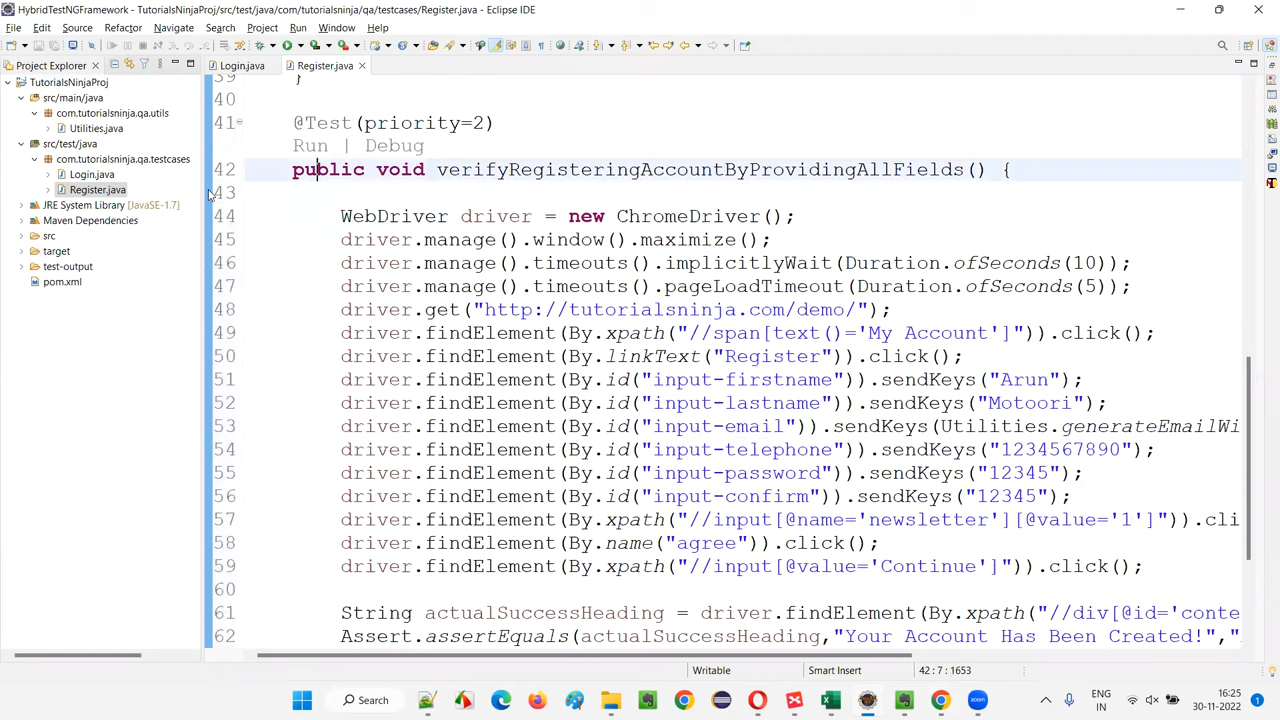 HybridTestNGFramework - TutorialsNinjaProj/src/test/java/com/tutorialsninja/qa/testcases/Register.java - Eclipse IDE
File Edit Source Refactor Navigate Search Project Run Window Help
Project Explorer
Login.java Register.java
TutorialsNinjaProj
src/main/java
com.tutorialsninja.qa.utils
Utilities.java
src/test/java
com.tutorialsninja.qa.testcases
Login.java
Register.java
JRE System Library [JavaSE-1.7]
Maven Dependencies
src
target
test-output
pom.xml
39 }
40
41 @Test(priority=2)
Run | Debug
42 public void verifyRegisteringAccountByProvidingAllFields() {
43
44 WebDriver driver = new ChromeDriver();
45 driver.manage().window().maximize();
46 driver.manage().timeouts().implicitlyWait(Duration.ofSeconds(10));
47 driver.manage().timeouts().pageLoadTimeout(Duration.ofSeconds(5));
48 driver.get("http://tutorialsninja.com/demo/");
49 driver.findElement(By.xpath("//span[text()='My Account']")).click();
50 driver.findElement(By.linkText("Register")).click();
51 driver.findElement(By.id("input-firstname")).sendKeys("Arun");
52 driver.findElement(By.id("input-lastname")).sendKeys("Motoori");
53 driver.findElement(By.id("input-email")).sendKeys(Utilities.generateEmailWi
54 driver.findElement(By.id("input-telephone")).sendKeys("1234567890");
55 driver.findElement(By.id("input-password")).sendKeys("12345");
56 driver.findElement(By.id("input-confirm")).sendKeys("12345");
57 driver.findElement(By.xpath("//input[@name='newsletter'][@value='1']")).cli
58 driver.findElement(By.name("agree")).click();
59 driver.findElement(By.xpath("//input[@value='Continue']")).click();
60
61 String actualSuccessHeading = driver.findElement(By.xpath("//div[@id='conte
62 Assert.assertEquals(actualSuccessHeading,"Your Account Has Been Created!","
Writable Smart Insert 42 : 7 : 1653
Search
ENG
IN
16:25
30-11-2022